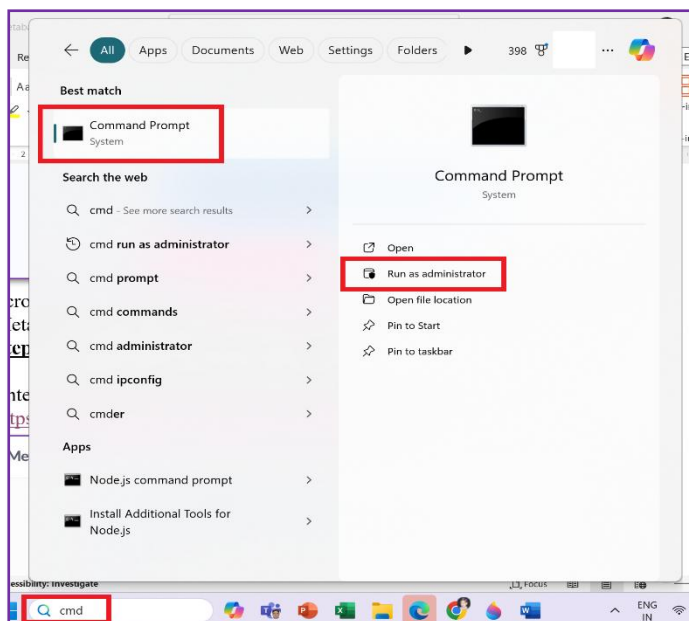 All Apps Documents Web Settings Folders 398
Best match
Command Prompt
System
Search the web
cmd - See more search results
cmd run as administrator
cmd prompt
cmd commands
cmd administrator
cmd ipconfig
cmder
Apps
Node.js command prompt
Install Additional Tools for
Node.js
Command Prompt
System
Open
Run as administrator
Open file location
Pin to Start
Pin to taskbar
Investigate
Focus
cmd
ENG
IN